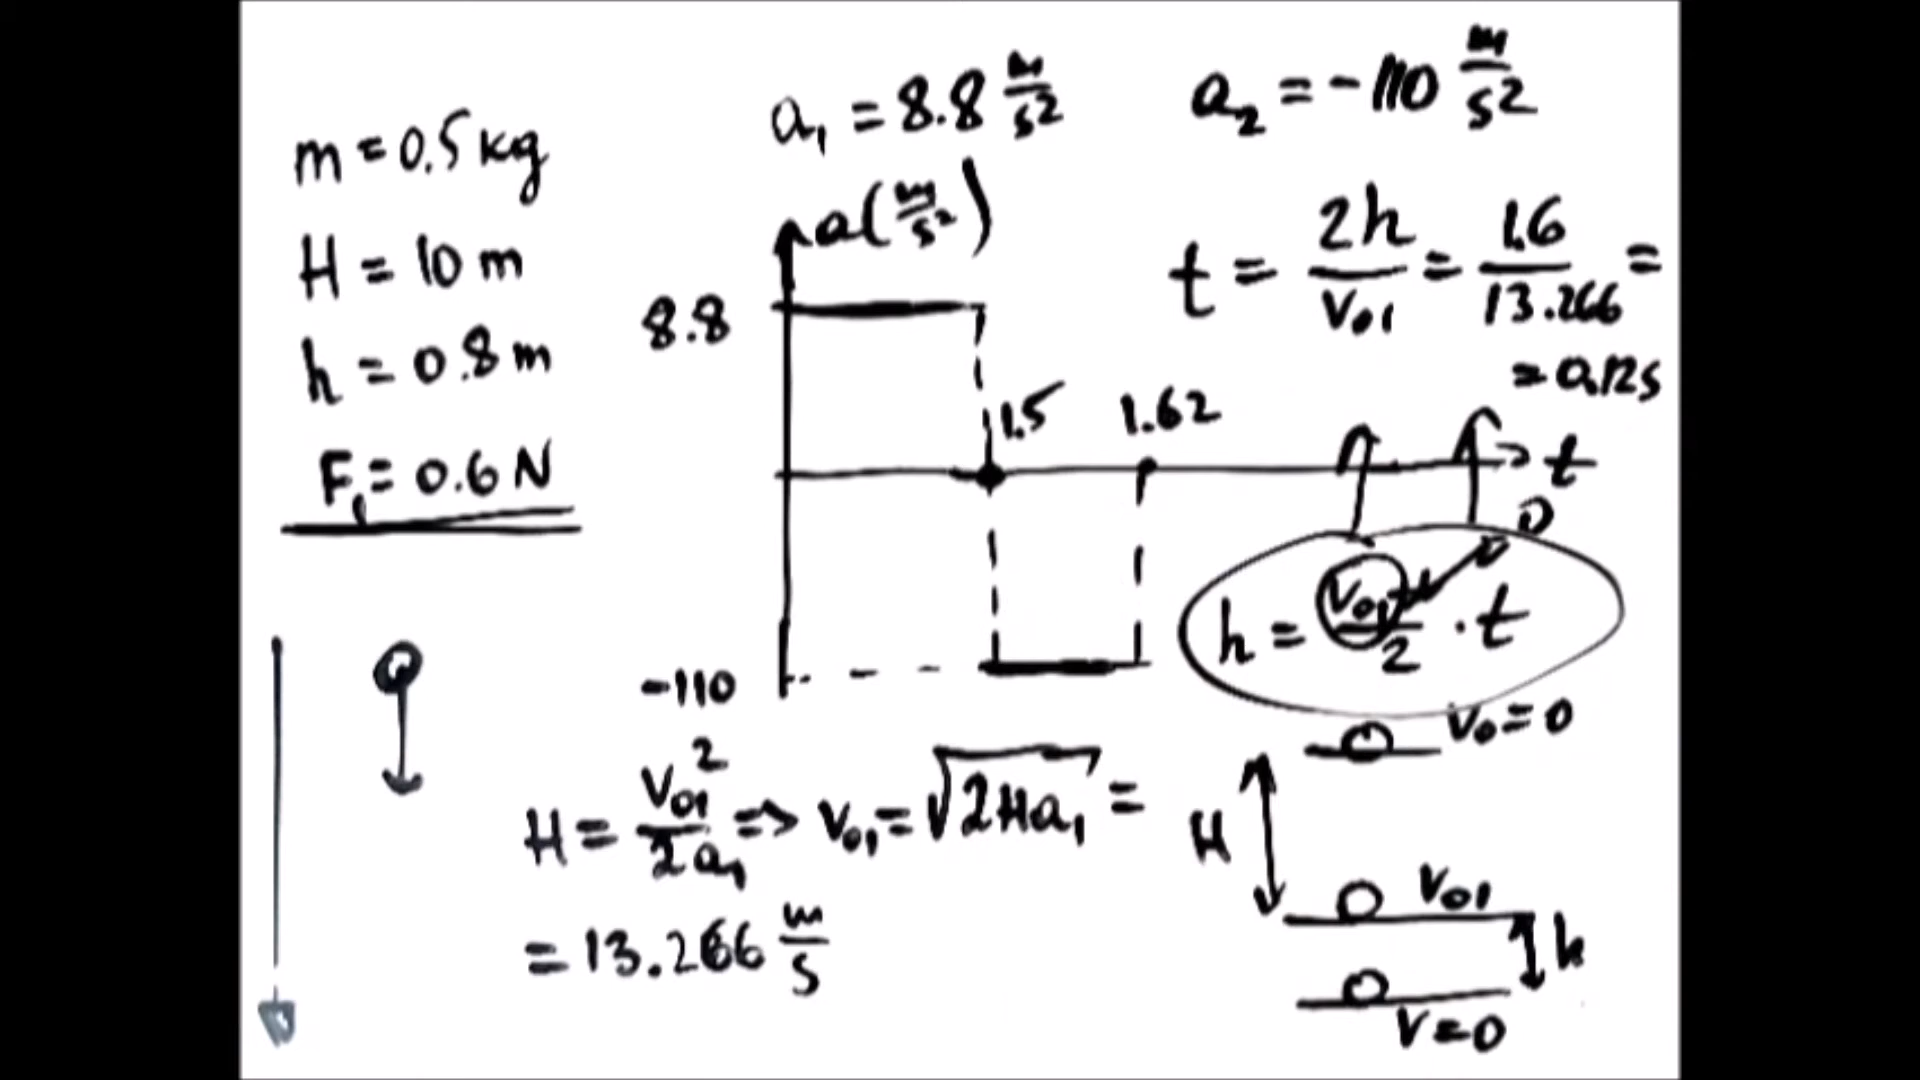 m = 0.5 kg
H = 10 m
h = 0.8 m
F₁ = 0.6 N
a₁ = 8.8 m/s²
a₂ = -110 m/s²
a(m/s²)
8.8
1.5
1.62
t
-110
t = 2h/V₀₁ = 1.6/13.266 =
= 0.12s
0
h = V₀₁+v/2 · t
H = V₀₁²/2a₁ => V₀₁ = √2Ha₁ =
= 13.266 m/s
V₀ = 0
H
V₀₁
h
V = 0